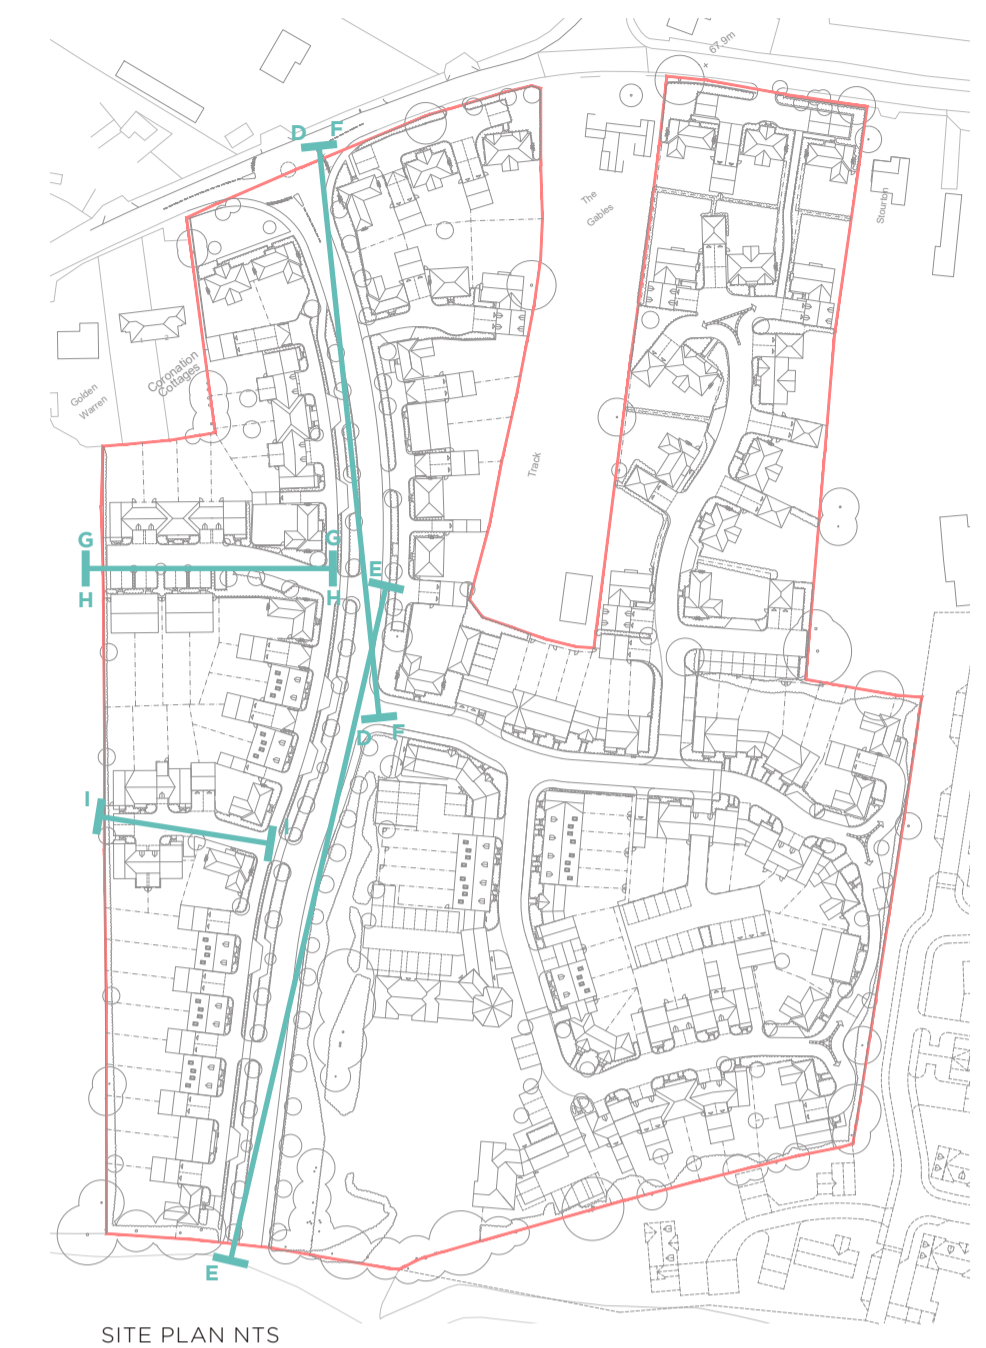 67.9m
D F
The
Gables
Stourton
Coronation
Cottages
Golden
Warren
Track
G G
E
H H
D F
I I
E
SITE PLAN NTS